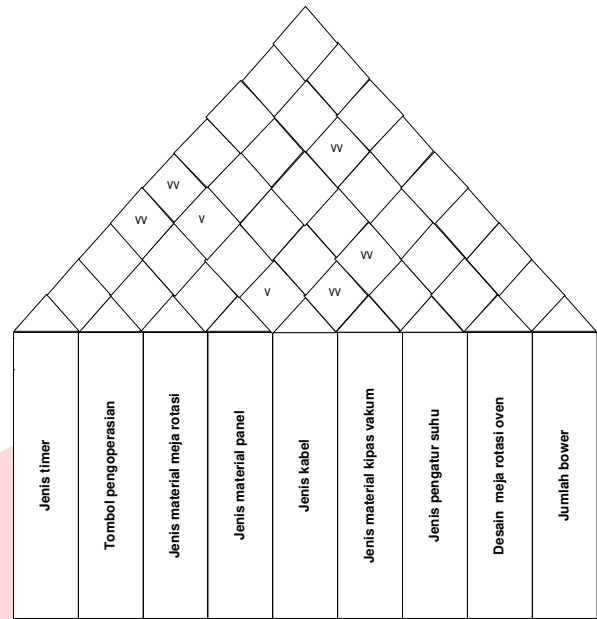 vv
vv
vv
v
vv
v
vv
Jenis timer
Tombol pengoperasian
Jenis material meja rotasi
Jenis material panel
Jenis kabel
Jenis material kipas vakum
Jenis pengatur suhu
Desain meja rotasi oven
Jumlah bower